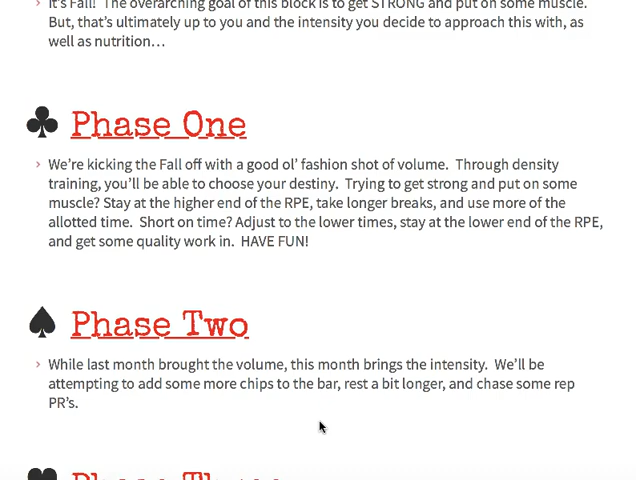 It's Fall!  The overarching goal of this block is to get STRONG and put on some muscle.
But, that's ultimately up to you and the intensity you decide to approach this with, as
well as nutrition…
Phase One
We're kicking the Fall off with a good ol' fashion shot of volume.  Through density
training, you'll be able to choose your destiny.  Trying to get strong and put on some
muscle? Stay at the higher end of the RPE, take longer breaks, and use more of the
allotted time.  Short on time? Adjust to the lower times, stay at the lower end of the RPE,
and get some quality work in.  HAVE FUN!
Phase Two
While last month brought the volume, this month brings the intensity.  We'll be
attempting to add some more chips to the bar, rest a bit longer, and chase some rep
PR's.
Phase Three